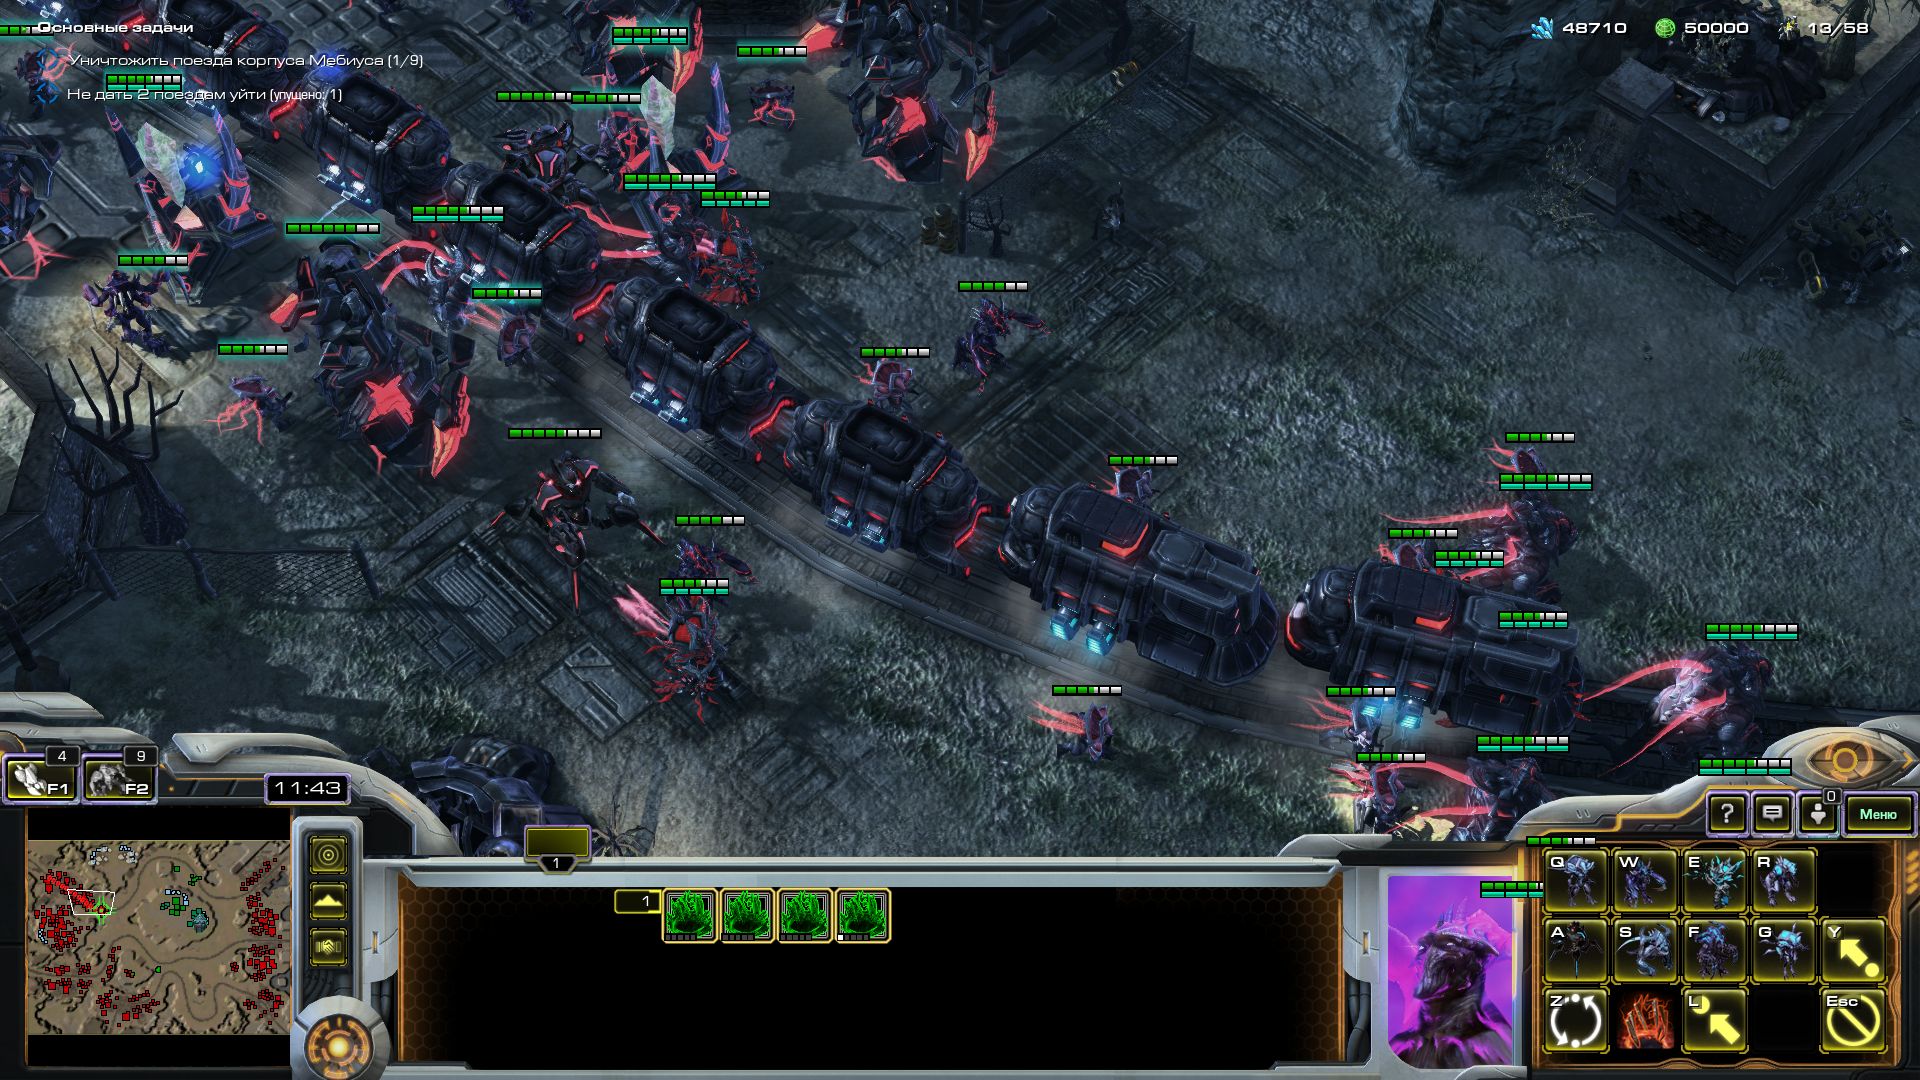 Основные задачи
48710
50000
13/58
Уничтожить поезда корпуса Мебиуса (1/9)
Не дать 2 поездам уйти (упущено: 1)
4
9
F1
F2
11:43
0
?
Меню
1
1
Q
W
E
R
A
S
F
G
Y
Z
L
Esc